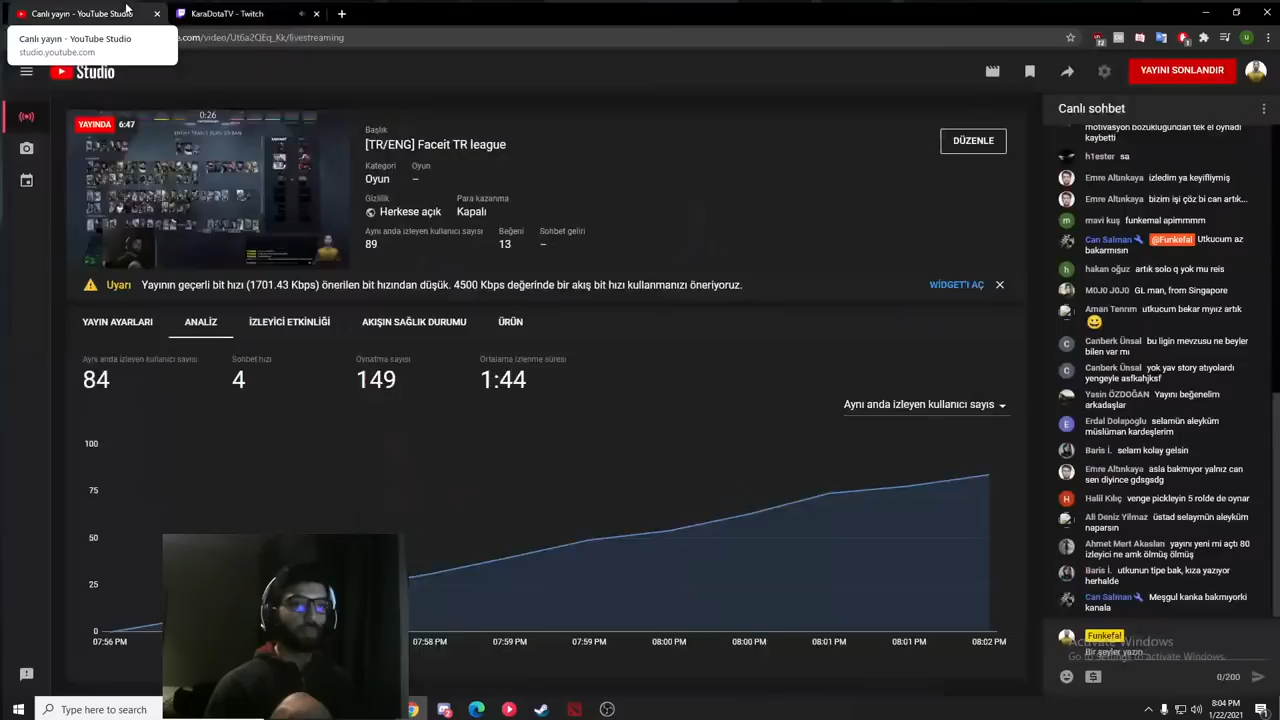 Canlı yayın - YouTube Studio
KaraDotaTV - Twitch
Canlı yayın - YouTube Studio
studio.youtube.com
e.com/video/Ut6a2QEq_Kk/livestreaming
Studio
YAYINI SONLANDIR
YAYINDA 6:47
0:26
Başlık
[TR/ENG] Faceit TR league
DÜZENLE
Kategori Oyun
Oyun –
Gizlilik Para kazanma
Herkese açık Kapalı
Aynı anda izleyen kullanıcı sayısı Beğeni Sohbet geliri
89 13 –
Uyarı Yayının geçerli bit hızı (1701.43 Kbps) önerilen bit hızından düşük. 4500 Kbps değerinde bir akış bit hızı kullanmanızı öneriyoruz.
WİDGET'I AÇ
YAYIN AYARLARI ANALİZ İZLEYİCİ ETKİNLİĞİ AKIŞIN SAĞLIK DURUMU ÜRÜN
Aynı anda izleyen kullanıcı sayısı Sohbet hızı Oynatma sayısı Ortalama izlenme süresi
84 4 149 1:44
Aynı anda izleyen kullanıcı sayıs
100
75
50
25
0
07:56 PM 07:58 PM 07:59 PM 07:59 PM 08:00 PM 08:00 PM 08:01 PM 08:01 PM 08:02 PM
Canlı sohbet
motivasyon bozuklugundan tek el oynadı
kaybetti
h1ester sa
Emre Altınkaya izledim ya keyifliymiş
Emre Altınkaya bizim işi çöz bi can artık...
mavi kuş funkemal apimmmm
Can Salman @Funkefal Utkucum az
bakarmısın
hakan oğuz artık solo q yok mu reis
M0J0 J0J0 GL man, from Singapore
Aman Tennm utkucum bekar mıyız artık
Canberk Ünsal bu ligin mevzusu ne beyler
bilen var mı
Canberk Ünsal yok yav story atıyolardı
yengeyle asfkahjksf
Yasin ÖZDOĞAN Yayını beğenelim
arkadaşlar
Erdal Dolapoglu selamün aleyküm
müslüman kardeşlerim
Baris İ. selam kolay gelsin
Emre Altınkaya asla bakmıyor yalnız can
sen diyince gdsgsdg
Halil Kılıç venge pickleyin 5 rolde de oynar
Ali Deniz Yilmaz üstad selaymün aleyküm
naparsın
Ahmet Mert Akaslan yayını yeni mi açtı 80
izleyici ne amk ölmüş ölmüş
Baris İ. utkunun tipe bak, kıza yazıyor
herhalde
Can Salman Meşgul kanka bakmıyorki
kanala
Funkefal
Bir şeyler yazın...
Activate Windows
Go to Settings to activate Windows.
0/200
Type here to search
8:04 PM
1/22/2021